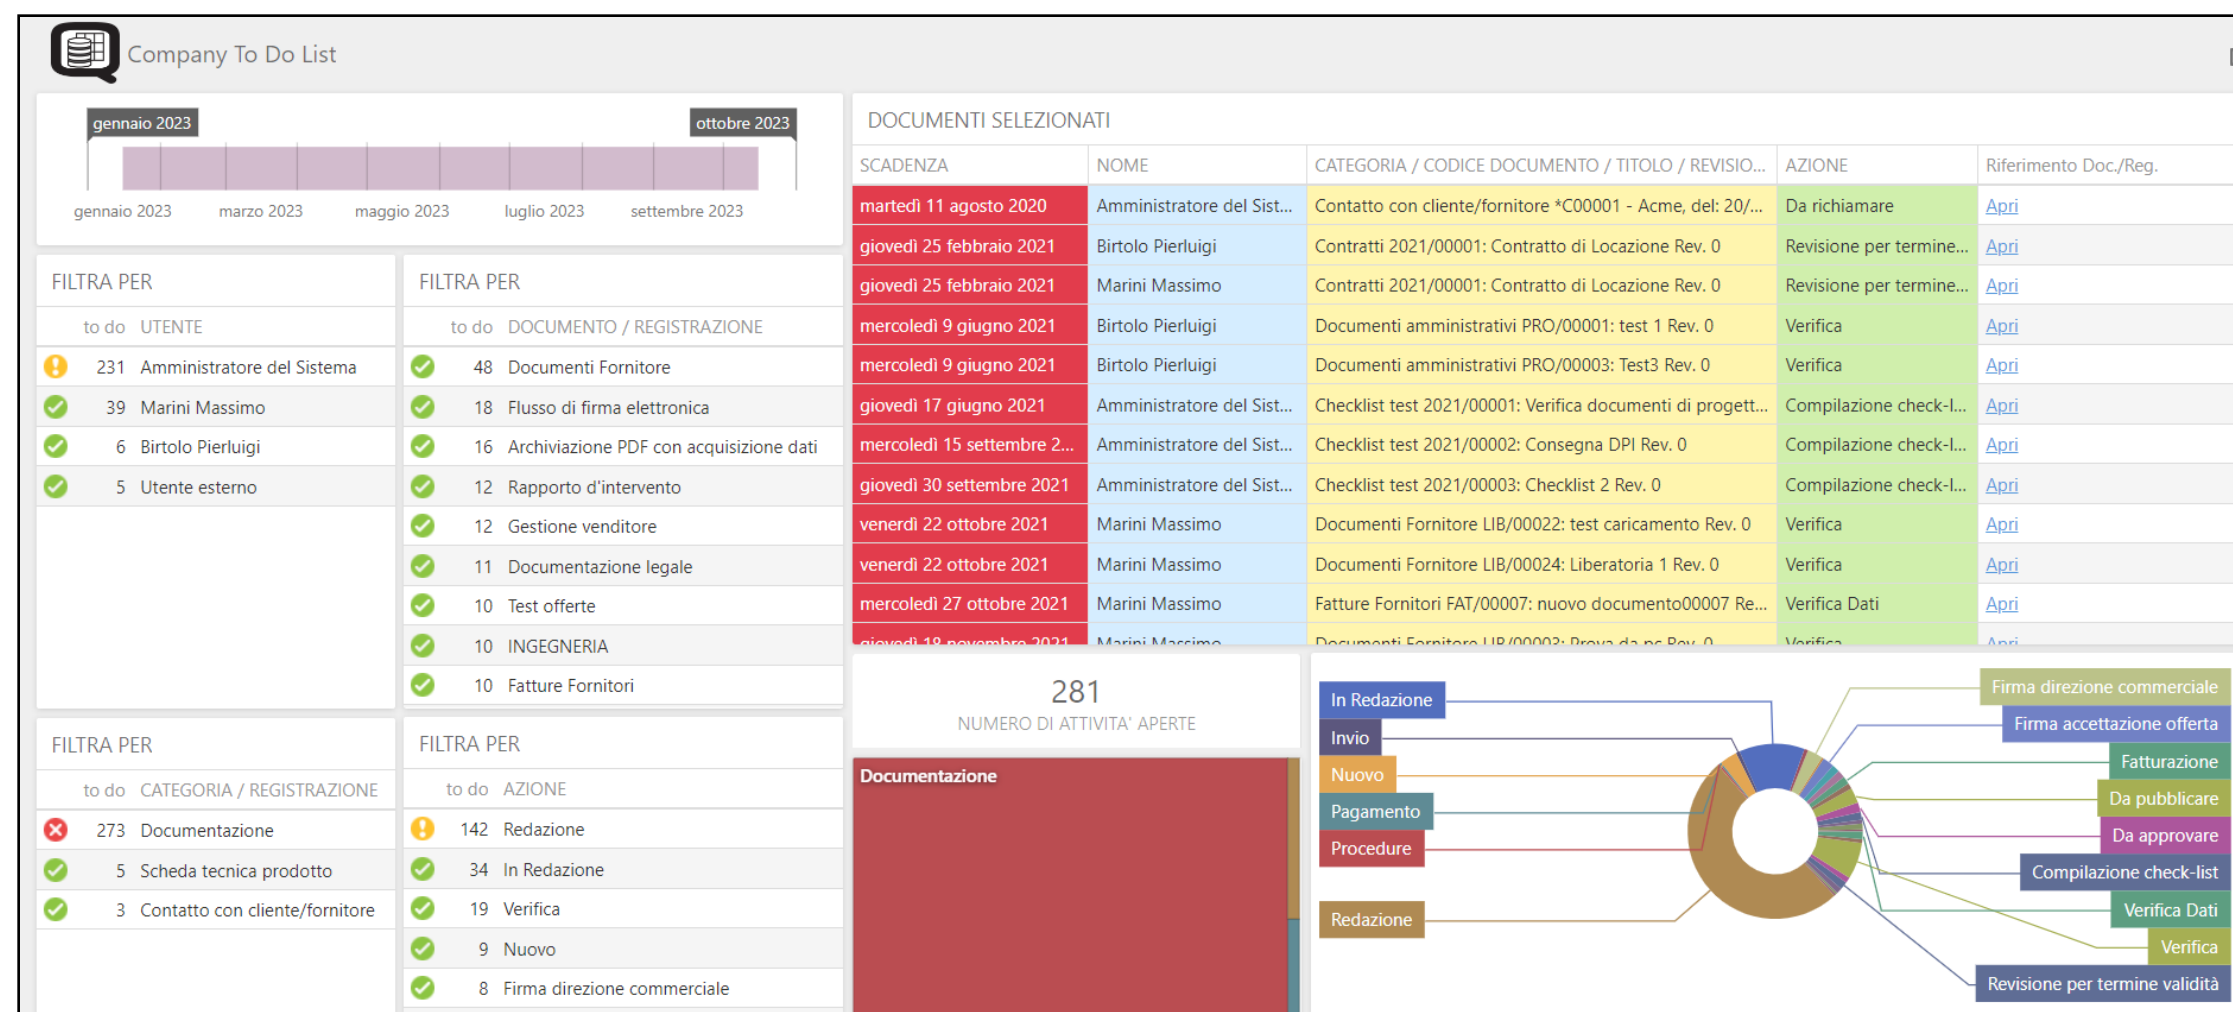 Company To Do List
gennaio 2023
ottobre 2023
gennaio 2023 marzo 2023 maggio 2023 luglio 2023 settembre 2023
FILTRA PER
to do UTENTE
231 Amministratore del Sistema
39 Marini Massimo
6 Birtolo Pierluigi
5 Utente esterno
FILTRA PER
to do DOCUMENTO / REGISTRAZIONE
48 Documenti Fornitore
18 Flusso di firma elettronica
16 Archiviazione PDF con acquisizione dati
12 Rapporto d'intervento
12 Gestione venditore
11 Documentazione legale
10 Test offerte
10 INGEGNERIA
10 Fatture Fornitori
FILTRA PER
to do CATEGORIA / REGISTRAZIONE
273 Documentazione
5 Scheda tecnica prodotto
3 Contatto con cliente/fornitore
FILTRA PER
to do AZIONE
142 Redazione
34 In Redazione
19 Verifica
9 Nuovo
8 Firma direzione commerciale
DOCUMENTI SELEZIONATI
SCADENZA NOME CATEGORIA / CODICE DOCUMENTO / TITOLO / REVISIO... AZIONE Riferimento Doc./Reg.
martedì 11 agosto 2020 Amministratore del Sist... Contatto con cliente/fornitore *C00001 - Acme, del: 20/... Da richiamare Apri
giovedì 25 febbraio 2021 Birtolo Pierluigi Contratti 2021/00001: Contratto di Locazione Rev. 0 Revisione per termine... Apri
giovedì 25 febbraio 2021 Marini Massimo Contratti 2021/00001: Contratto di Locazione Rev. 0 Revisione per termine... Apri
mercoledì 9 giugno 2021 Birtolo Pierluigi Documenti amministrativi PRO/00001: test 1 Rev. 0 Verifica Apri
mercoledì 9 giugno 2021 Birtolo Pierluigi Documenti amministrativi PRO/00003: Test3 Rev. 0 Verifica Apri
giovedì 17 giugno 2021 Amministratore del Sist... Checklist test 2021/00001: Verifica documenti di progett... Compilazione check-l... Apri
mercoledì 15 settembre 2... Amministratore del Sist... Checklist test 2021/00002: Consegna DPI Rev. 0 Compilazione check-l... Apri
giovedì 30 settembre 2021 Amministratore del Sist... Checklist test 2021/00003: Checklist 2 Rev. 0 Compilazione check-l... Apri
venerdì 22 ottobre 2021 Marini Massimo Documenti Fornitore LIB/00022: test caricamento Rev. 0 Verifica Apri
venerdì 22 ottobre 2021 Marini Massimo Documenti Fornitore LIB/00024: Liberatoria 1 Rev. 0 Verifica Apri
mercoledì 27 ottobre 2021 Marini Massimo Fatture Fornitori FAT/00007: nuovo documento00007 Re... Verifica Dati Apri
giovedì 18 novembre 2021 Marini Massimo Documenti Fornitore LIB/00003: Prova da pc Rev. 0 Verifica Apri
281
NUMERO DI ATTIVITA' APERTE
Documentazione
In Redazione
Invio
Nuovo
Pagamento
Procedure
Redazione
Firma direzione commerciale
Firma accettazione offerta
Fatturazione
Da pubblicare
Da approvare
Compilazione check-list
Verifica Dati
Verifica
Revisione per termine validità